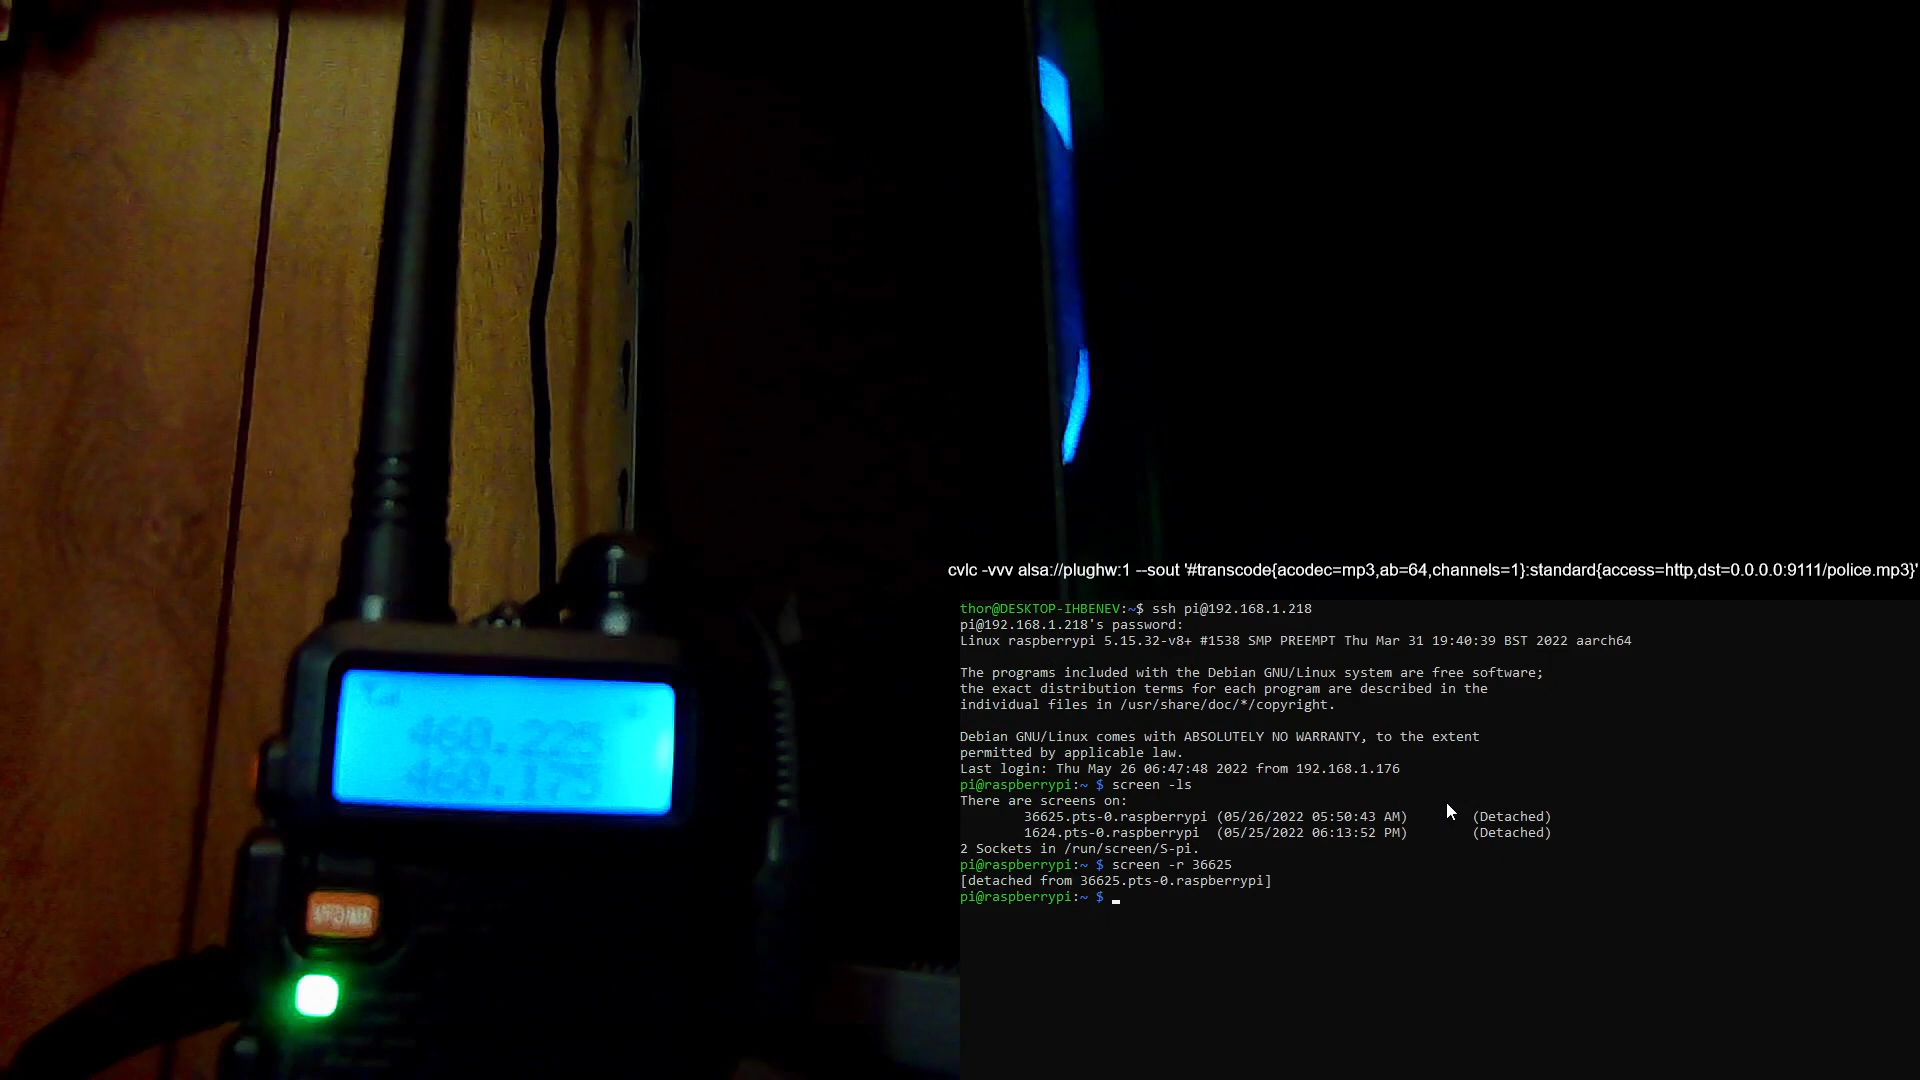 460.225
460.175
cvlc -vvv alsa://plughw:1 --sout '#transcode{acodec=mp3,ab=64,channels=1}:standard{access=http,dst=0.0.0.0:9111/police.mp3}'
thor@DESKTOP-IHBENEV:~$ ssh pi@192.168.1.218
pi@192.168.1.218's password:
Linux raspberrypi 5.15.32-v8+ #1538 SMP PREEMPT Thu Mar 31 19:40:39 BST 2022 aarch64
The programs included with the Debian GNU/Linux system are free software;
the exact distribution terms for each program are described in the
individual files in /usr/share/doc/*/copyright.
Debian GNU/Linux comes with ABSOLUTELY NO WARRANTY, to the extent
permitted by applicable law.
Last login: Thu May 26 06:47:48 2022 from 192.168.1.176
pi@raspberrypi:~ $ screen -ls
There are screens on:
36625.pts-0.raspberrypi (05/26/2022 05:50:43 AM) (Detached)
1624.pts-0.raspberrypi (05/25/2022 06:13:52 PM) (Detached)
2 Sockets in /run/screen/S-pi.
pi@raspberrypi:~ $ screen -r 36625
[detached from 36625.pts-0.raspberrypi]
pi@raspberrypi:~ $